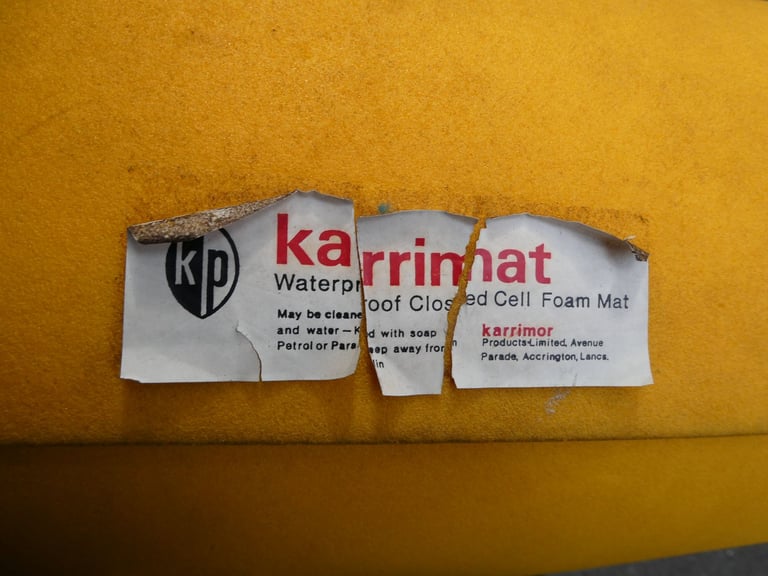 kp
karrimat
Waterproof Closed Cell Foam Mat
May be cleaned with soap
and water – Keep away from
Petrol or Paraffin
karrimor
Products Limited, Avenue
Parade, Accrington, Lancs.